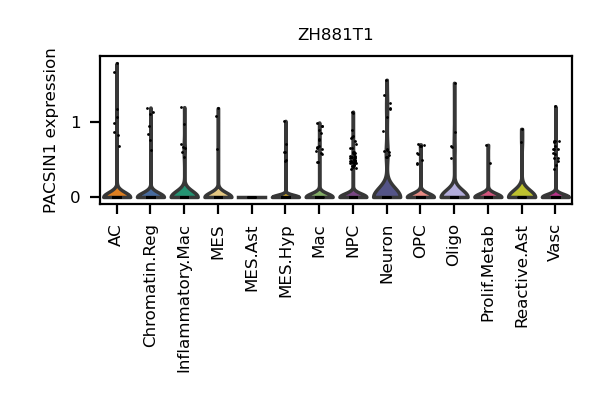 ZH881T1
PACSIN1 expression
1
0
AC
Chromatin.Reg
Inflammatory.Mac
MES
MES.Ast
MES.Hyp
Mac
NPC
Neuron
OPC
Oligo
Prolif.Metab
Reactive.Ast
Vasc